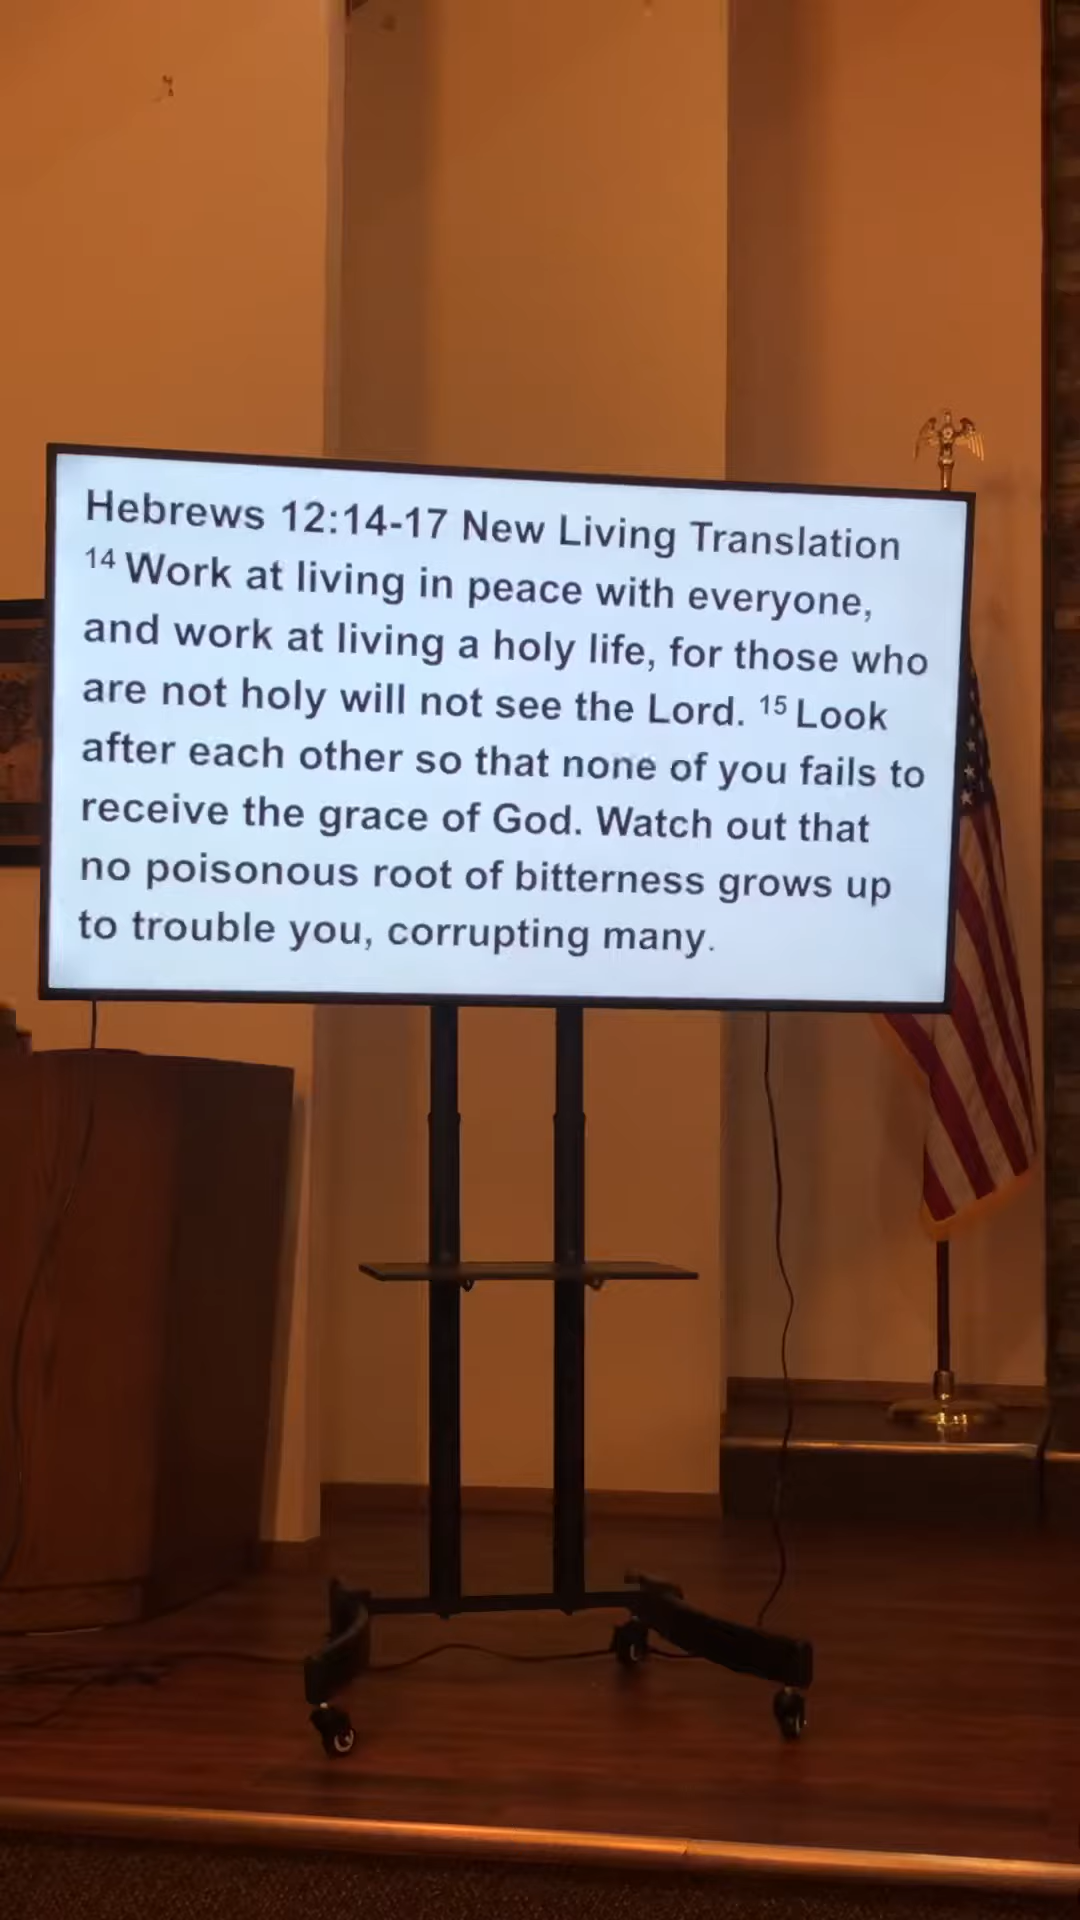 Hebrews 12:14-17 New Living Translation
14 Work at living in peace with everyone,
and work at living a holy life, for those who
are not holy will not see the Lord. 15 Look
after each other so that none of you fails to
receive the grace of God. Watch out that
no poisonous root of bitterness grows up
to trouble you, corrupting many.